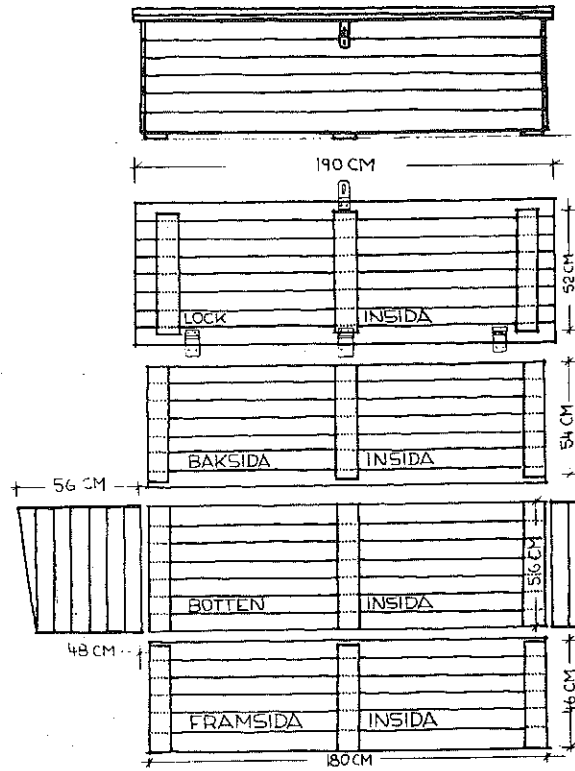 190 CM
52 CM
LOCK INSIDA
54 CM
BAKSIDA INSIDA
56 CM
56 CM
BOTTEN INSIDA
48 CM
46 CM
FRAMSIDA INSIDA
180 CM